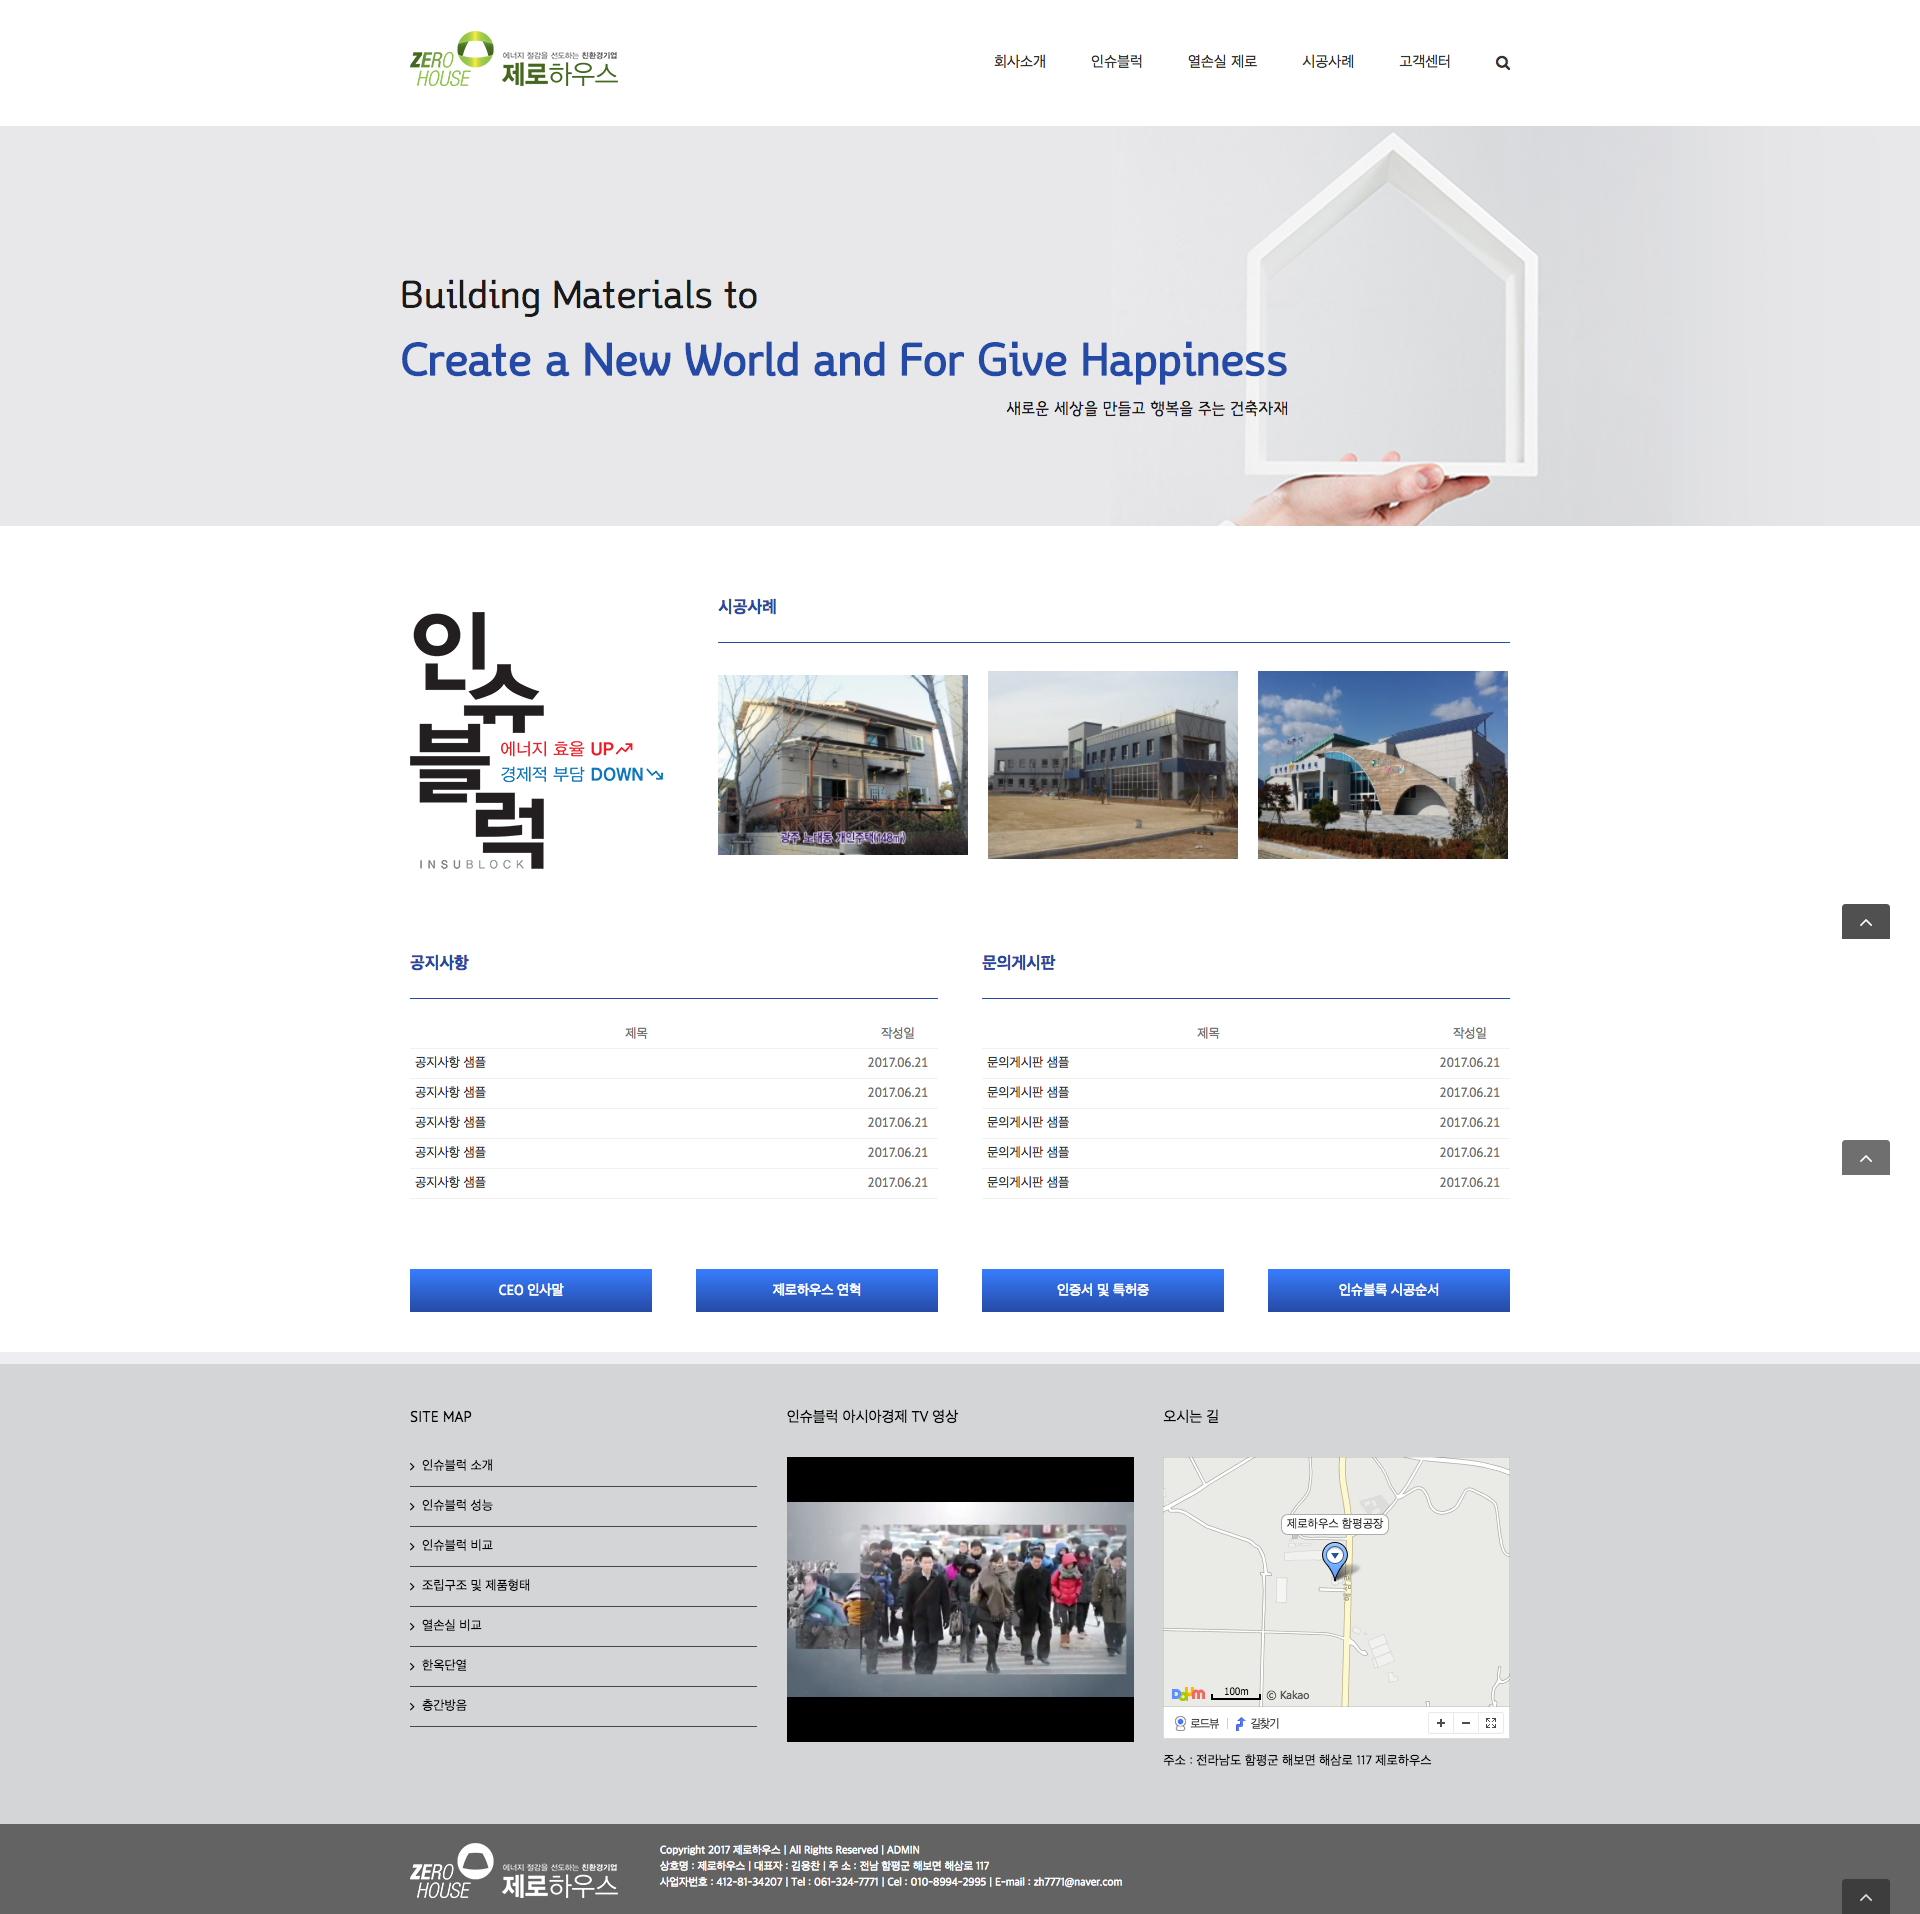 ZERO HOUSE
에너지 절감을 선도하는 친환경기업
제로하우스
회사소개
인슈블럭
열손실 제로
시공사례
고객센터
Building Materials to
Create a New World and For Give Happiness
새로운 세상을 만들고 행복을 주는 건축자재
인슈블럭
에너지 효율 UP
경제적 부담 DOWN
INSUBLOCK
시공사례
광주 노대동 개인주택(148㎡)
공지사항
제목 작성일
공지사항 샘플 2017.06.21
공지사항 샘플 2017.06.21
공지사항 샘플 2017.06.21
공지사항 샘플 2017.06.21
공지사항 샘플 2017.06.21
문의게시판
제목 작성일
문의게시판 샘플 2017.06.21
문의게시판 샘플 2017.06.21
문의게시판 샘플 2017.06.21
문의게시판 샘플 2017.06.21
문의게시판 샘플 2017.06.21
CEO 인사말
제로하우스 연혁
인증서 및 특허증
인슈블록 시공순서
SITE MAP
인슈블럭 소개
인슈블럭 성능
인슈블럭 비교
조립구조 및 제품형태
열손실 비교
한옥단열
층간방음
인슈블럭 아시아경제 TV 영상
오시는 길
제로하우스 함평공장
Daum 100m © Kakao
로드뷰 길찾기
주소 : 전라남도 함평군 해보면 해삼로 117 제로하우스
ZERO HOUSE
에너지 절감을 선도하는 친환경기업
제로하우스
Copyright 2017 제로하우스 | All Rights Reserved | ADMIN
상호명 : 제로하우스 | 대표자 : 김용찬 | 주 소 : 전남 함평군 해보면 해삼로 117
사업자번호 : 412-81-34207 | Tel : 061-324-7771 | Cel : 010-8994-2995 | E-mail : zh7771@naver.com